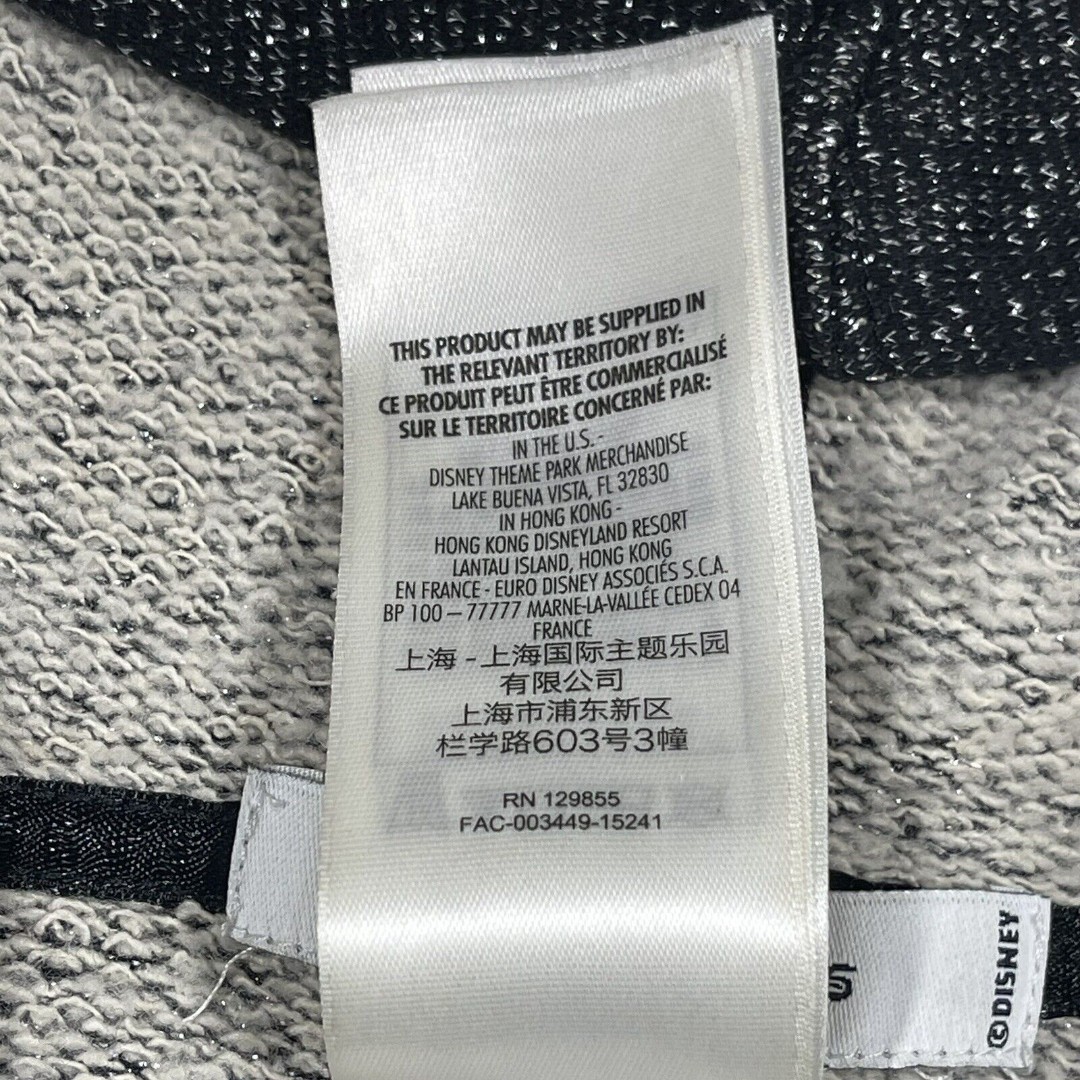 THIS PRODUCT MAY BE SUPPLIED IN
THE RELEVANT TERRITORY BY:
CE PRODUIT PEUT ÊTRE COMMERCIALISÉ
SUR LE TERRITOIRE CONCERNÉ PAR:
IN THE U.S. -
DISNEY THEME PARK MERCHANDISE
LAKE BUENA VISTA, FL 32830
IN HONG KONG -
HONG KONG DISNEYLAND RESORT
LANTAU ISLAND, HONG KONG
EN FRANCE - EURO DISNEY ASSOCIÉS S.C.A.
BP 100 – 77777 MARNE-LA-VALLÉE CEDEX 04
FRANCE
上海 - 上海国际主题乐园
有限公司
上海市浦东新区
栏学路603号3幢
RN 129855
FAC-003449-15241
©DISNEY